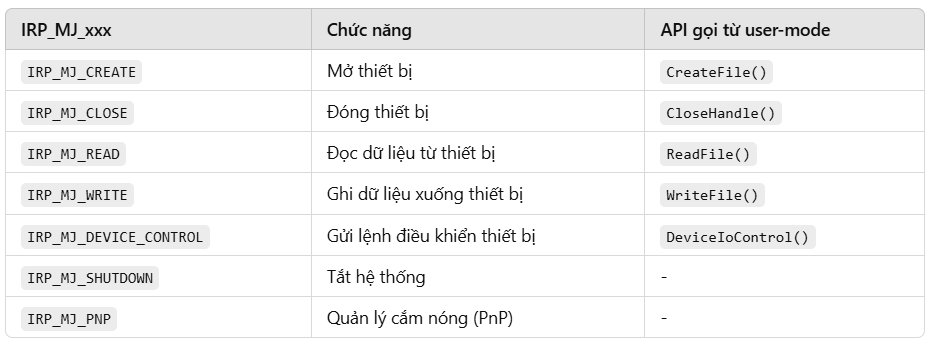 IRP_MJ_xxx Chức năng API gọi từ user-mode
IRP_MJ_CREATE Mở thiết bị CreateFile()
IRP_MJ_CLOSE Đóng thiết bị CloseHandle()
IRP_MJ_READ Đọc dữ liệu từ thiết bị ReadFile()
IRP_MJ_WRITE Ghi dữ liệu xuống thiết bị WriteFile()
IRP_MJ_DEVICE_CONTROL Gửi lệnh điều khiển thiết bị DeviceIoControl()
IRP_MJ_SHUTDOWN Tắt hệ thống -
IRP_MJ_PNP Quản lý cắm nóng (PnP) -